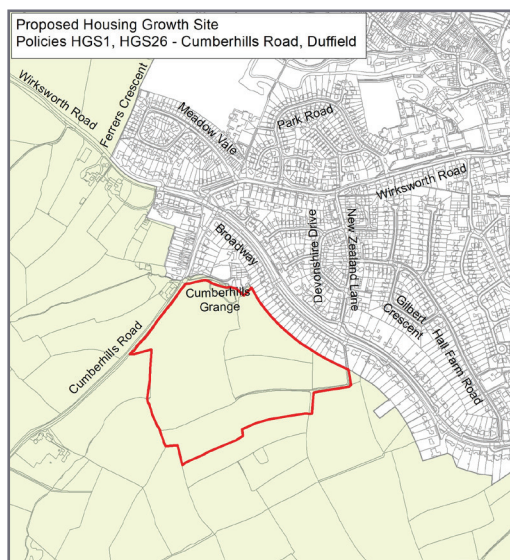 Proposed Housing Growth Site
Policies HGS1, HGS26 - Cumberhills Road, Duffield
Wirksworth Road
Ferrers Crescent
Meadow Vale
Park Road
Wirksworth Road
Broadway
Devonshire Drive
New Zealand Lane
Cumberhills
Grange
Gilbert
Crescent
Hall Farm Road
Cumberhills Road